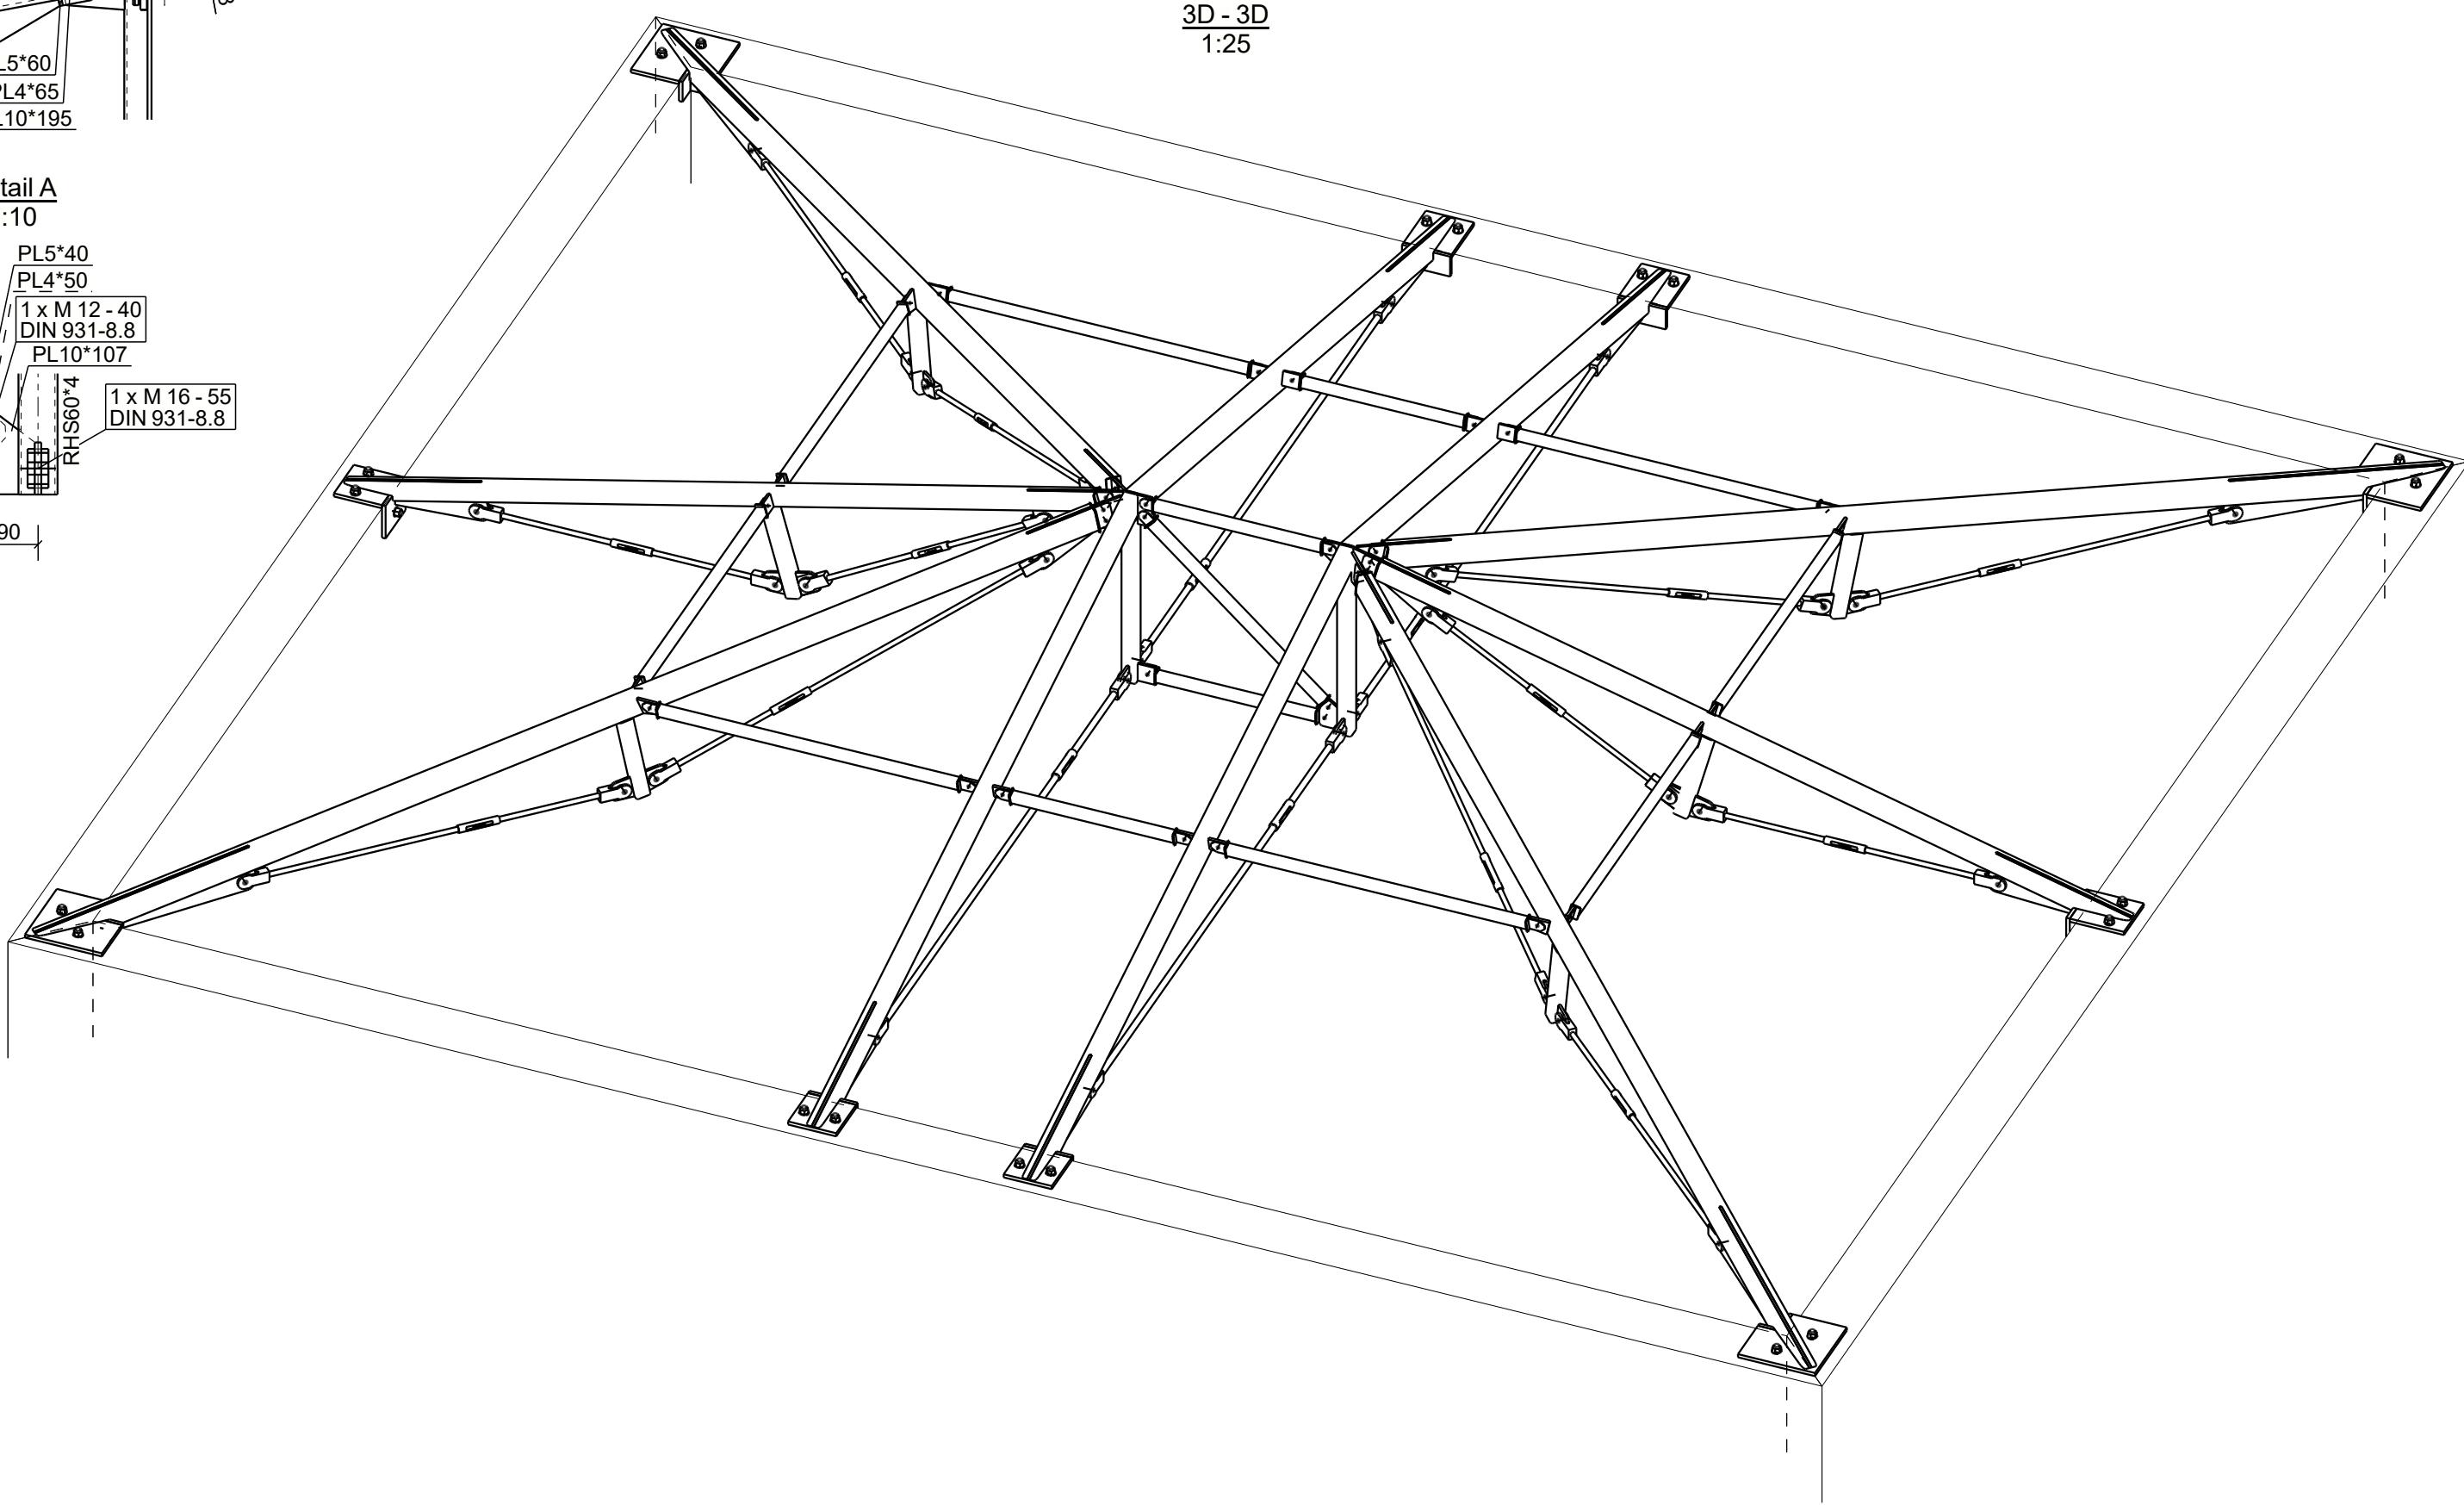 3D - 3D
1:25
L5*60
PL4*65
10*195
tail A
:10
PL5*40
PL4*50
1 x M 12 - 40
DIN 931-8.8
PL10*107
RHS60*4
1 x M 16 - 55
DIN 931-8.8
90